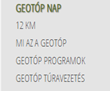 GEOTÓP NAP
12 KM
MI AZ A GEOTÓP
GEOTÓP PROGRAMOK
GEOTÓP TÚRAVEZETÉS